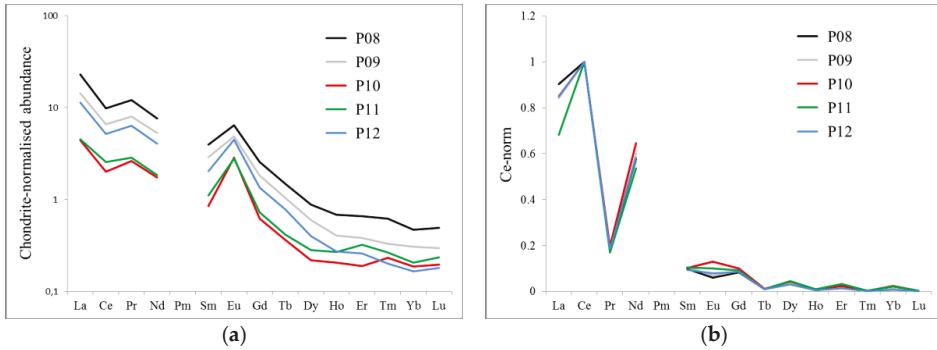 100
10
1
0,1
Chondrite-normalised abundance
P08
P09
P10
P11
P12
La Ce Pr Nd Pm Sm Eu Gd Tb Dy Ho Er Tm Yb Lu
(a)
1.2
1
0.8
0.6
0.4
0.2
0
Ce-norm
P08
P09
P10
P11
P12
La Ce Pr Nd Pm Sm Eu Gd Tb Dy Ho Er Tm Yb Lu
(b)